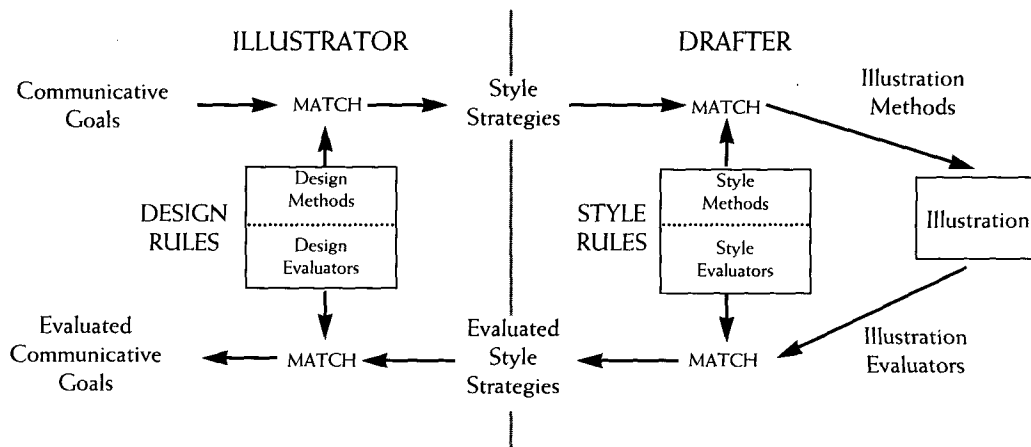 ILLUSTRATOR
DRAFTER
Communicative
Goals
MATCH
Style
Strategies
MATCH
Illustration
Methods
DESIGN
RULES
Design
Methods
Design
Evaluators
STYLE
RULES
Style
Methods
Style
Evaluators
Illustration
Evaluated
Communicative
Goals
MATCH
Evaluated
Style
Strategies
MATCH
Illustration
Evaluators